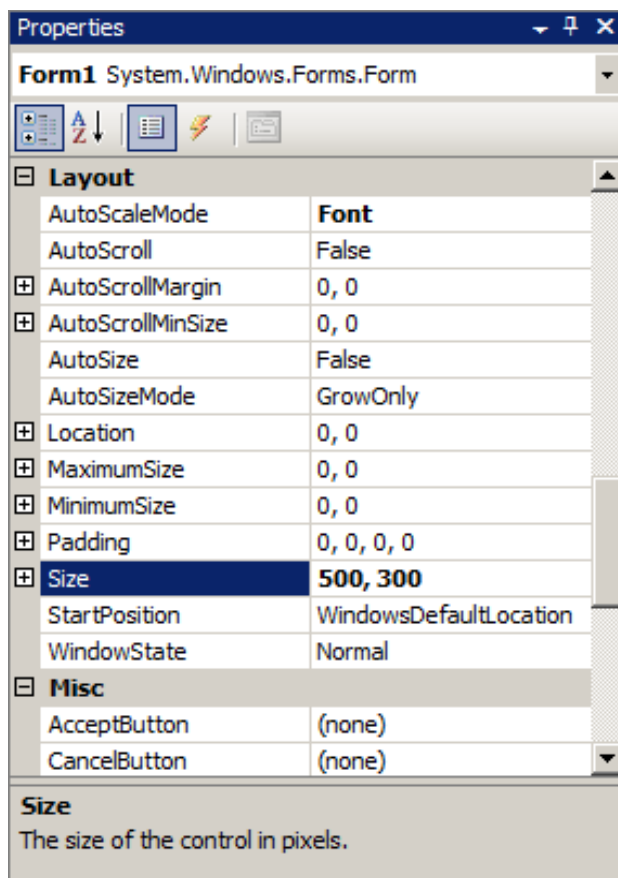 Properties
Form1 System.Windows.Forms.Form
A
Z
Layout
AutoScaleMode Font
AutoScroll False
AutoScrollMargin 0, 0
AutoScrollMinSize 0, 0
AutoSize False
AutoSizeMode GrowOnly
Location 0, 0
MaximumSize 0, 0
MinimumSize 0, 0
Padding 0, 0, 0, 0
Size 500, 300
StartPosition WindowsDefaultLocation
WindowState Normal
Misc
AcceptButton (none)
CancelButton (none)
Size
The size of the control in pixels.